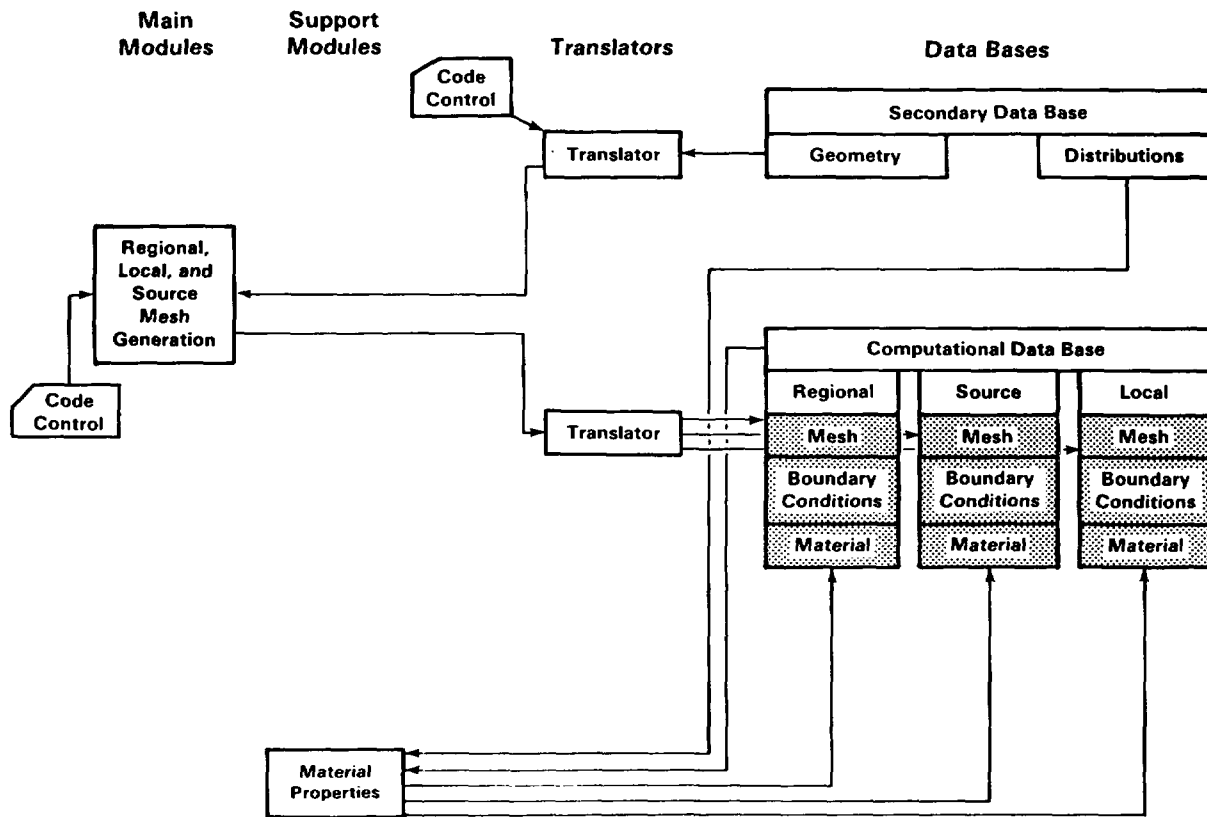 Main
Modules
Support
Modules
Translators
Data Bases
Code
Control
Secondary Data Base
Translator
Geometry
Distributions
Regional,
Local, and
Source
Mesh
Generation
Code
Control
Computational Data Base
Regional
Source
Local
Translator
Mesh
Mesh
Mesh
Boundary
Conditions
Boundary
Conditions
Boundary
Conditions
Material
Material
Material
Material
Properties